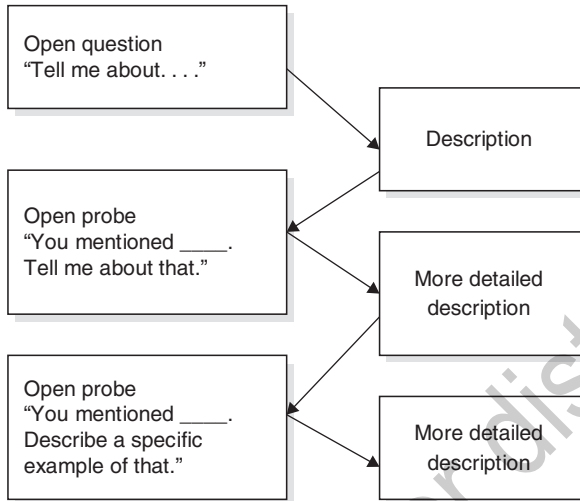 Open question
“Tell me about. . . .”
Description
Open probe
“You mentioned ____.
Tell me about that.”
More detailed
description
Open probe
“You mentioned ____.
Describe a specific
example of that.”
More detailed
description